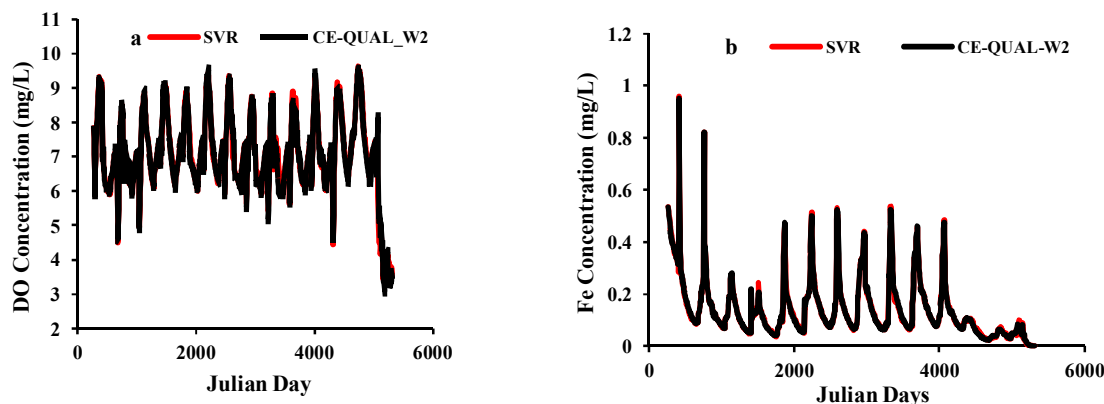 a SVR CE-QUAL_W2
DO Concentration (mg/L)
11
10
9
8
7
6
5
4
3
2
0 2000 4000 6000
Julian Day
b SVR CE-QUAL-W2
Fe Concentration (mg/L)
1.2
1
0.8
0.6
0.4
0.2
0
0 2000 4000 6000
Julian Days